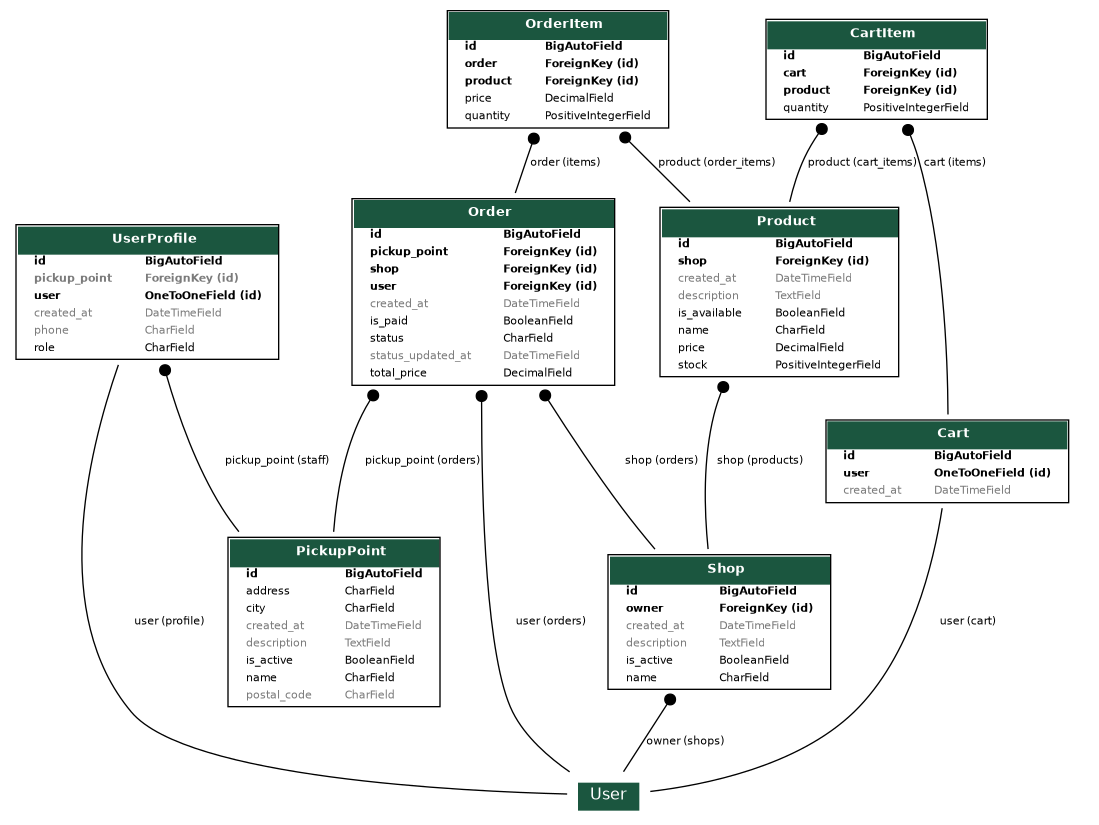 OrderItem
id BigAutoField
order ForeignKey (id)
product ForeignKey (id)
price DecimalField
quantity PositiveIntegerField
CartItem
id BigAutoField
cart ForeignKey (id)
product ForeignKey (id)
quantity PositiveIntegerField
order (items)
product (order_items)
product (cart_items)
cart (items)
UserProfile
id BigAutoField
pickup_point ForeignKey (id)
user OneToOneField (id)
created_at DateTimeField
phone CharField
role CharField
Order
id BigAutoField
pickup_point ForeignKey (id)
shop ForeignKey (id)
user ForeignKey (id)
created_at DateTimeField
is_paid BooleanField
status CharField
status_updated_at DateTimeField
total_price DecimalField
Product
id BigAutoField
shop ForeignKey (id)
created_at DateTimeField
description TextField
is_available BooleanField
name CharField
price DecimalField
stock PositiveIntegerField
Cart
id BigAutoField
user OneToOneField (id)
created_at DateTimeField
pickup_point (staff)
pickup_point (orders)
shop (orders)
shop (products)
PickupPoint
id BigAutoField
address CharField
city CharField
created_at DateTimeField
description TextField
is_active BooleanField
name CharField
postal_code CharField
Shop
id BigAutoField
owner ForeignKey (id)
created_at DateTimeField
description TextField
is_active BooleanField
name CharField
user (profile)
user (orders)
user (cart)
owner (shops)
User